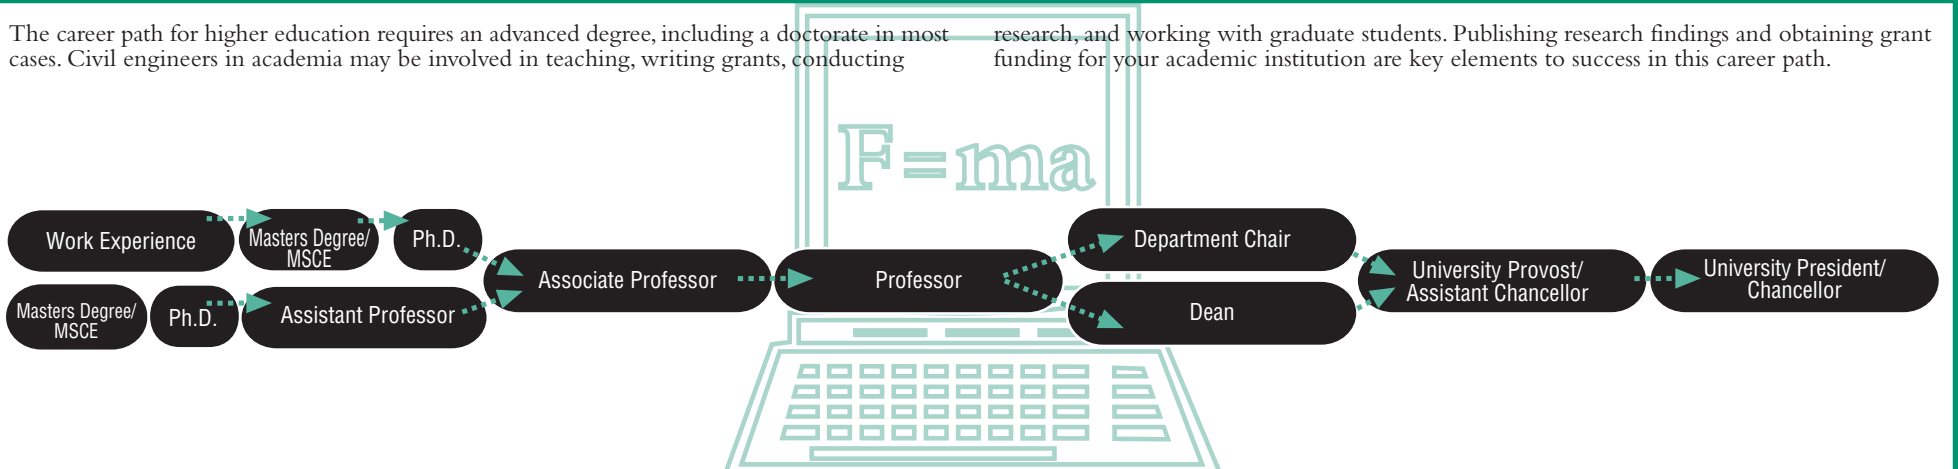 The career path for higher education requires an advanced degree, including a doctorate in most
cases. Civil engineers in academia may be involved in teaching, writing grants, conducting
research, and working with graduate students. Publishing research findings and obtaining grant
funding for your academic institution are key elements to success in this career path.
F=ma
Work Experience
Masters Degree/
MSCE
Ph.D.
Masters Degree/
MSCE
Ph.D.
Assistant Professor
Associate Professor
Professor
Department Chair
Dean
University Provost/
Assistant Chancellor
University President/
Chancellor